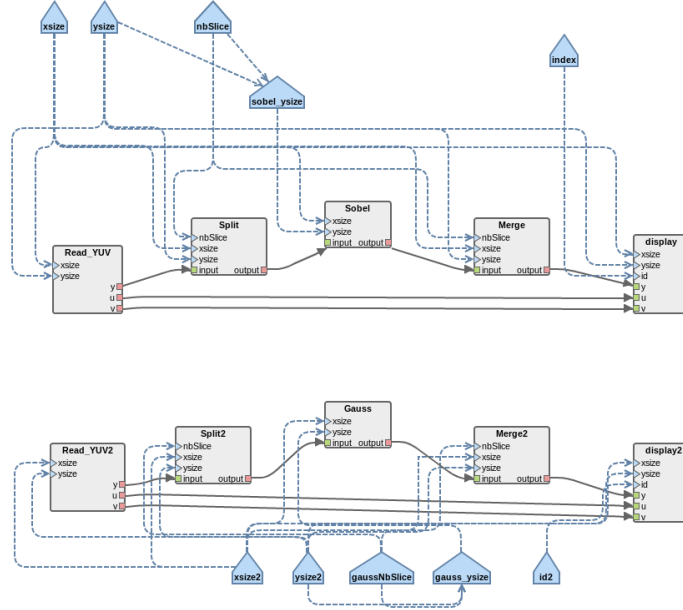 xsize
ysize
nbSlice
index
sobel_ysize
Read_YUV
xsize
ysize
y
u
v
Split
nbSlice
xsize
ysize
input output
Sobel
xsize
ysize
input output
Merge
nbSlice
xsize
ysize
input output
display
xsize
ysize
id
y
u
v
Read_YUV2
xsize
ysize
y
u
v
Split2
nbSlice
xsize
ysize
input output
Gauss
xsize
ysize
input output
Merge2
nbSlice
xsize
ysize
input output
display2
xsize
ysize
id
y
u
v
xsize2
ysize2
gaussNbSlice
gauss_ysize
id2